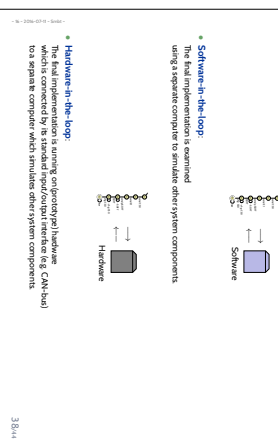 Software-in-the-loop:
The final implementation is examined
using a separate computer to simulate other system components.
Software
Hardware-in-the-loop:
The final implementation is running on (prototype) hardware
which is connected by its standard input/output interface (e.g. CAN-bus)
to a separate computer which simulates other system components.
Hardware
38/44